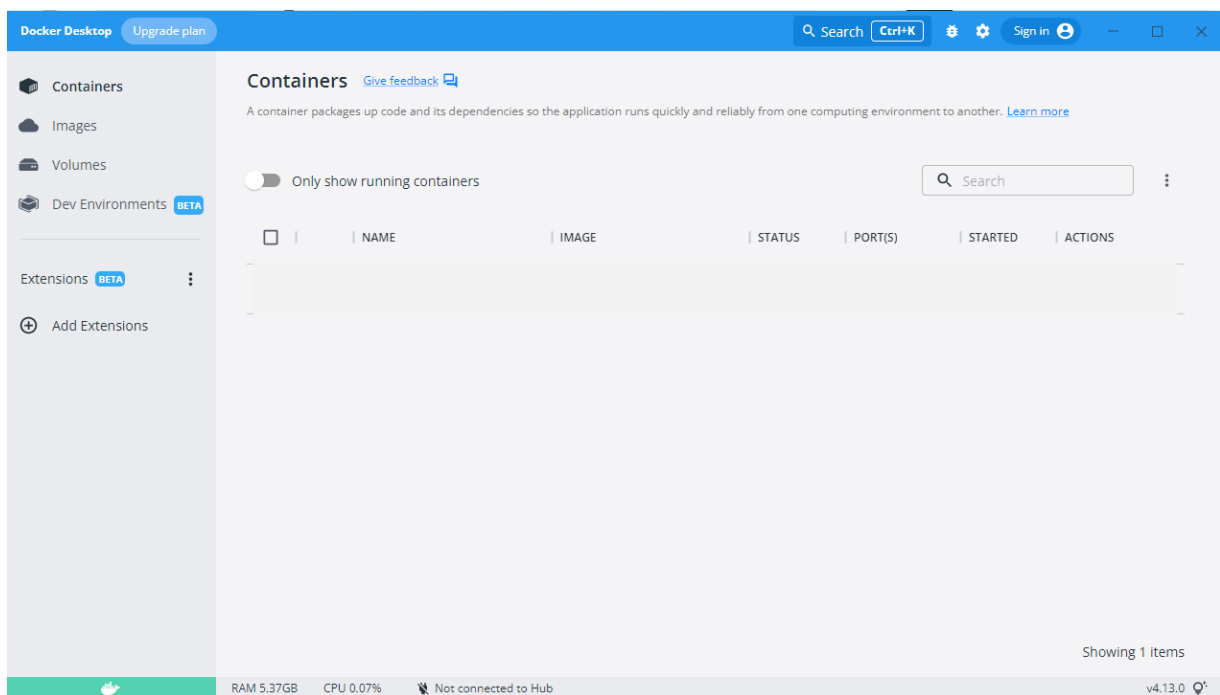 Docker Desktop Upgrade plan Search Ctrl+K Sign in
Containers
Images
Volumes
Dev Environments BETA
Extensions BETA
Add Extensions
Containers Give feedback
A container packages up code and its dependencies so the application runs quickly and reliably from one computing environment to another. Learn more
Only show running containers Search
NAME IMAGE STATUS PORT(S) STARTED ACTIONS
Showing 1 items
RAM 5.37GB CPU 0.07% Not connected to Hub v4.13.0